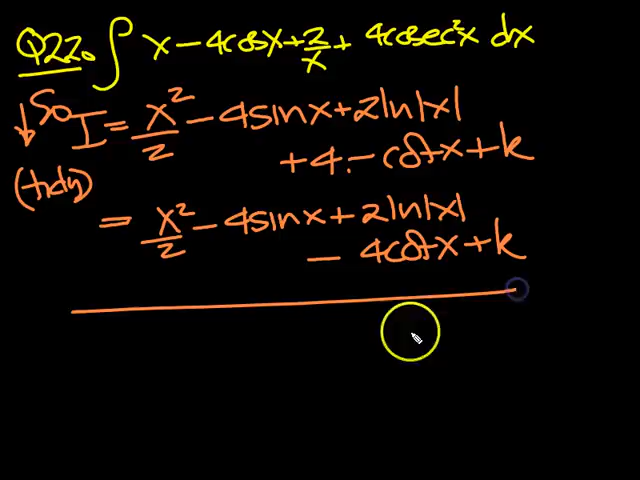 Q22. ∫ x - 4cosx + 2/x + 4cosec²x dx
So I = x²/2 - 4sinx + 2ln|x|
+ 4. - cotx + k
(tidy)
= x²/2 - 4sinx + 2ln|x|
- 4cotx + k